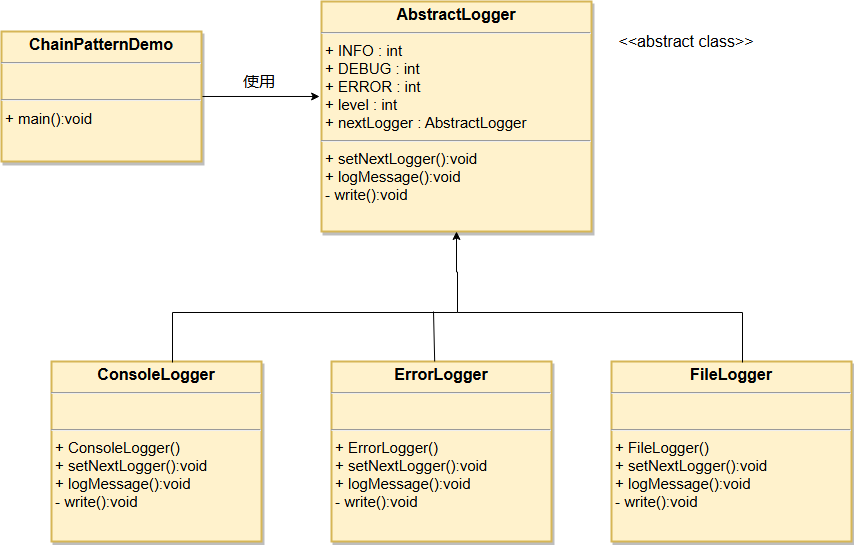 AbstractLogger
<<abstract class>>
+ INFO : int
+ DEBUG : int
+ ERROR : int
+ level : int
+ nextLogger : AbstractLogger
+ setNextLogger():void
+ logMessage():void
- write():void
ChainPatternDemo
+ main():void
使用
ConsoleLogger
+ ConsoleLogger()
+ setNextLogger():void
+ logMessage():void
- write():void
ErrorLogger
+ ErrorLogger()
+ setNextLogger():void
+ logMessage():void
- write():void
FileLogger
+ FileLogger()
+ setNextLogger():void
+ logMessage():void
- write():void